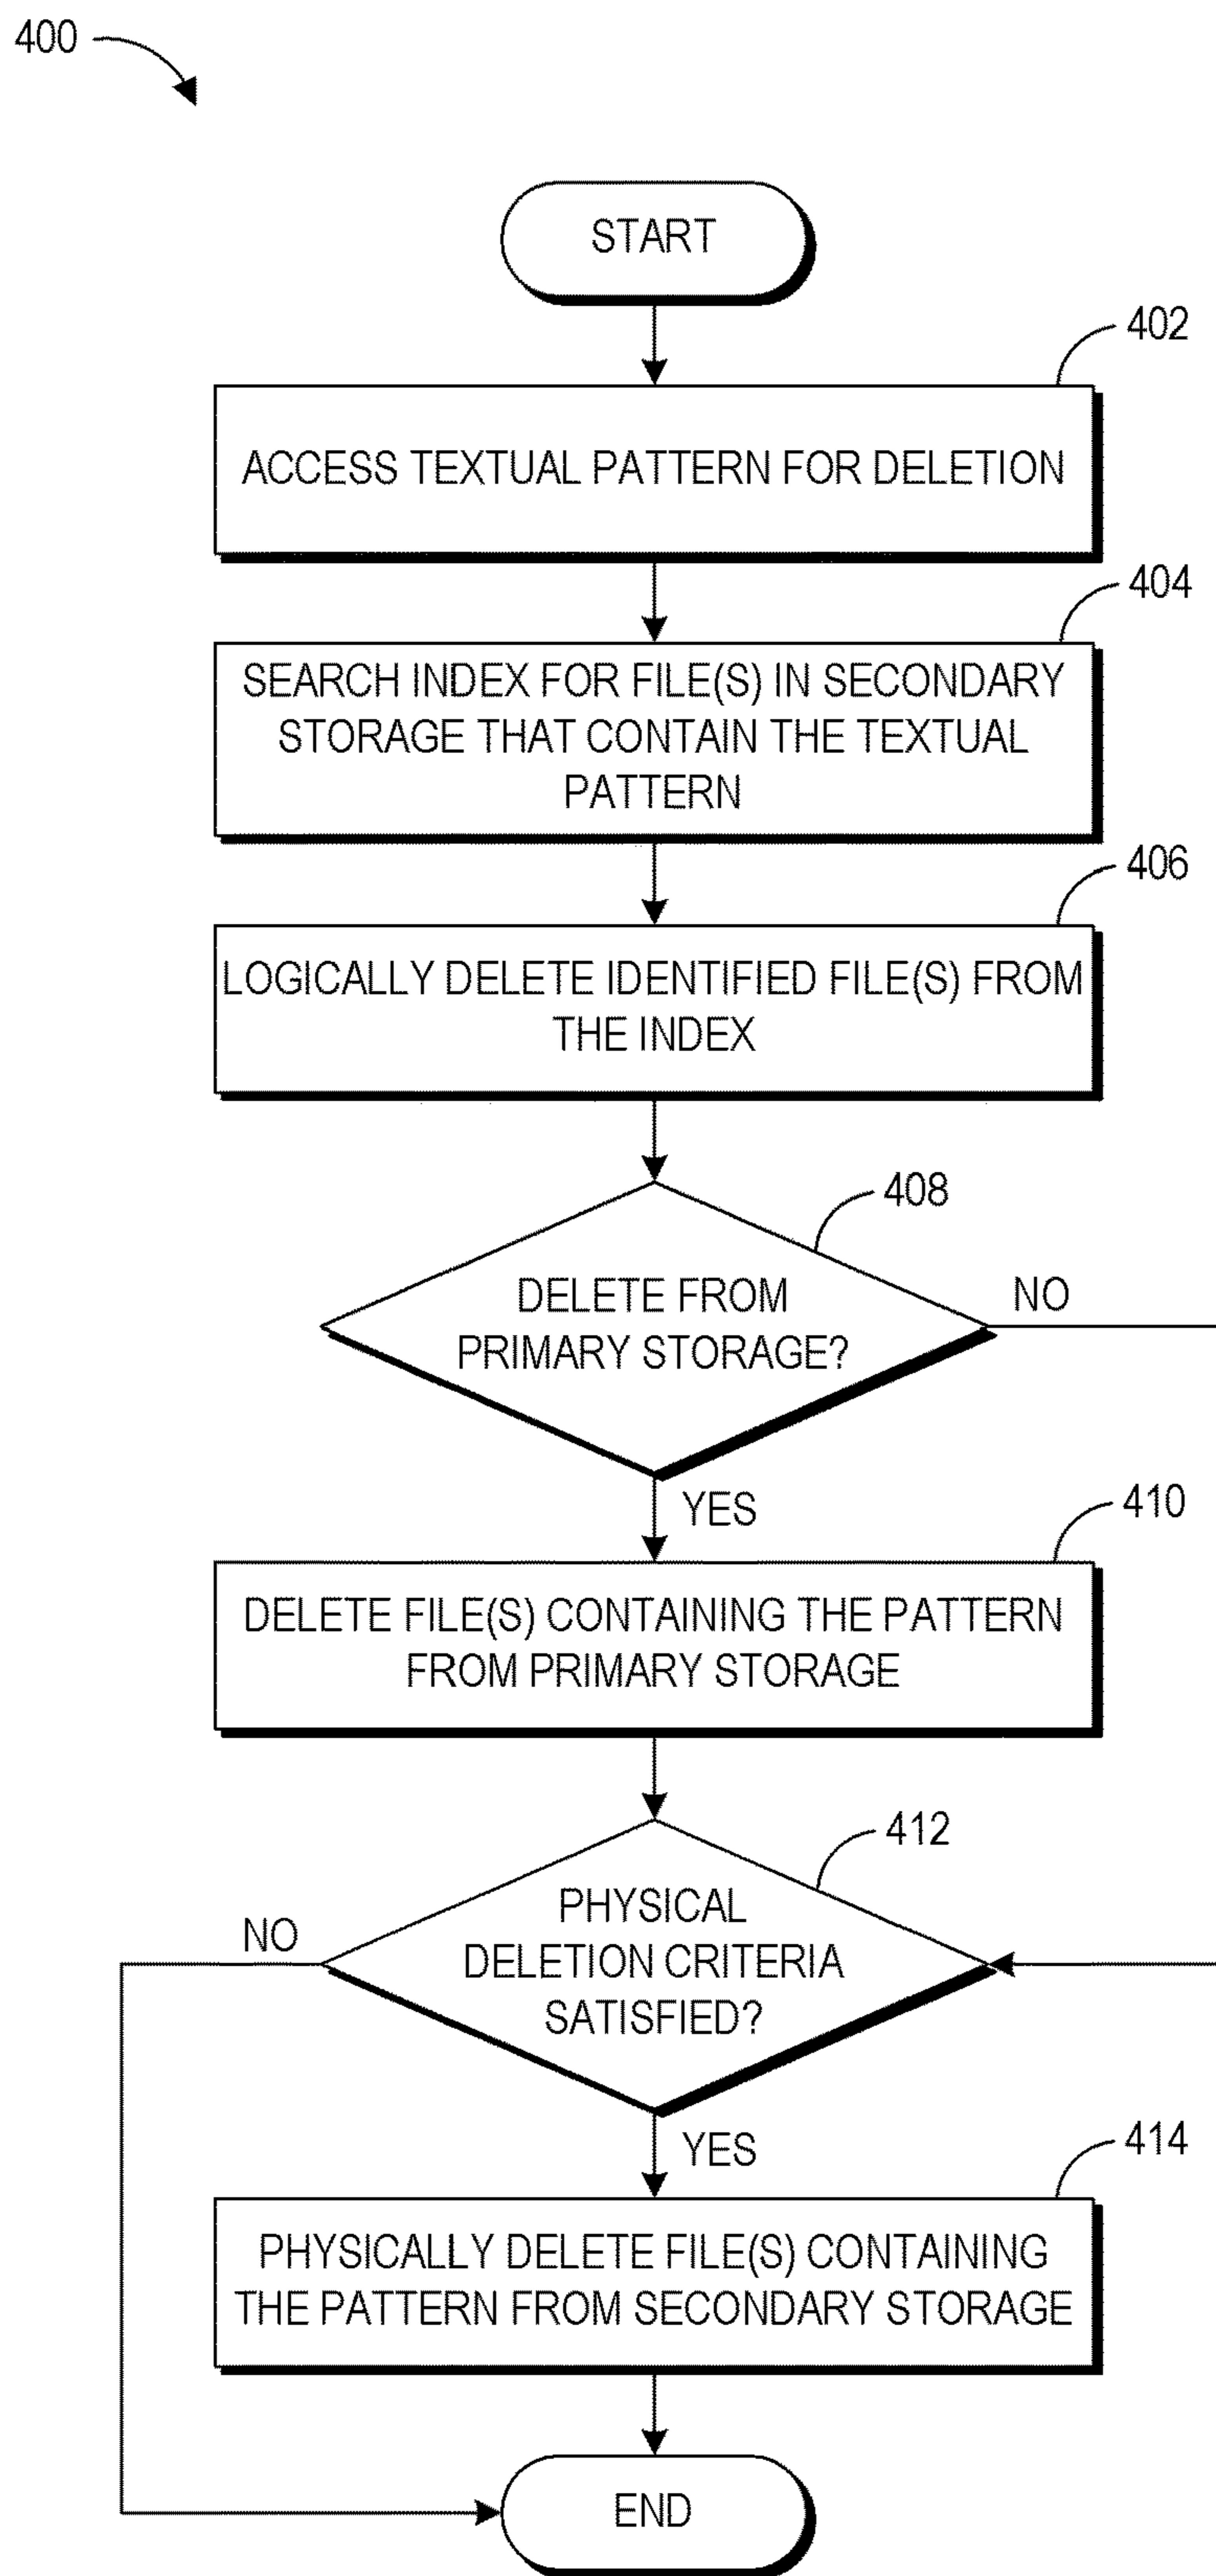 400
START
402
ACCESS TEXTUAL PATTERN FOR DELETION
404
SEARCH INDEX FOR FILE(S) IN SECONDARY
STORAGE THAT CONTAIN THE TEXTUAL
PATTERN
406
LOGICALLY DELETE IDENTIFIED FILE(S) FROM
THE INDEX
408
DELETE FROM
PRIMARY STORAGE?
NO
YES
410
DELETE FILE(S) CONTAINING THE PATTERN
FROM PRIMARY STORAGE
412
PHYSICAL
DELETION CRITERIA
SATISFIED?
NO
YES
414
PHYSICALLY DELETE FILE(S) CONTAINING
THE PATTERN FROM SECONDARY STORAGE
END